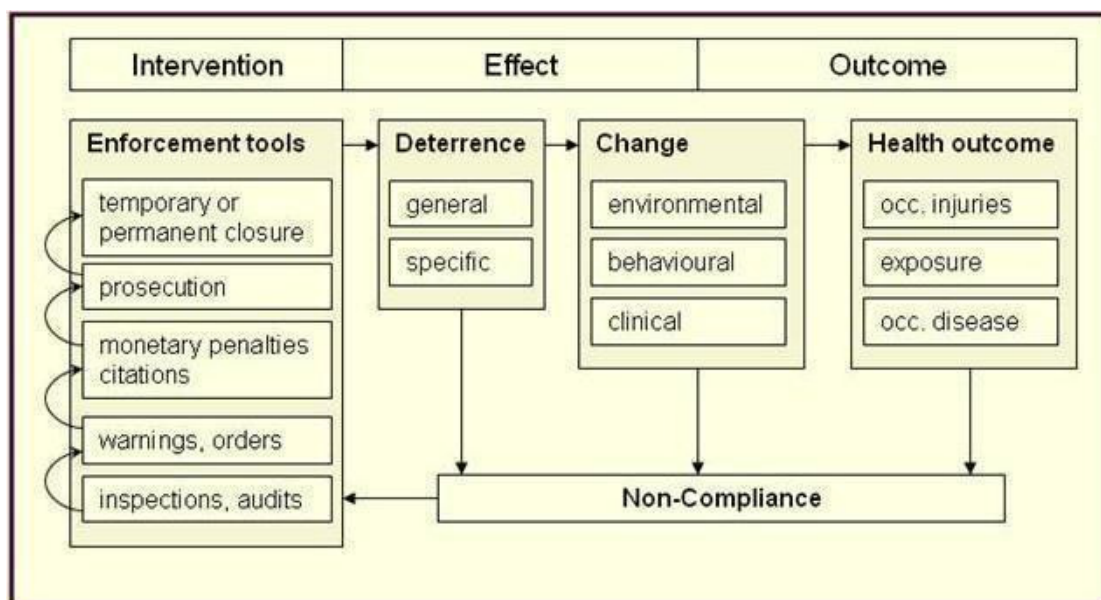 Intervention
Effect
Outcome
Enforcement tools
temporary or
permanent closure
prosecution
monetary penalties
citations
warnings, orders
inspections, audits
Deterrence
general
specific
Change
environmental
behavioural
clinical
Health outcome
occ. injuries
exposure
occ. disease
Non-Compliance